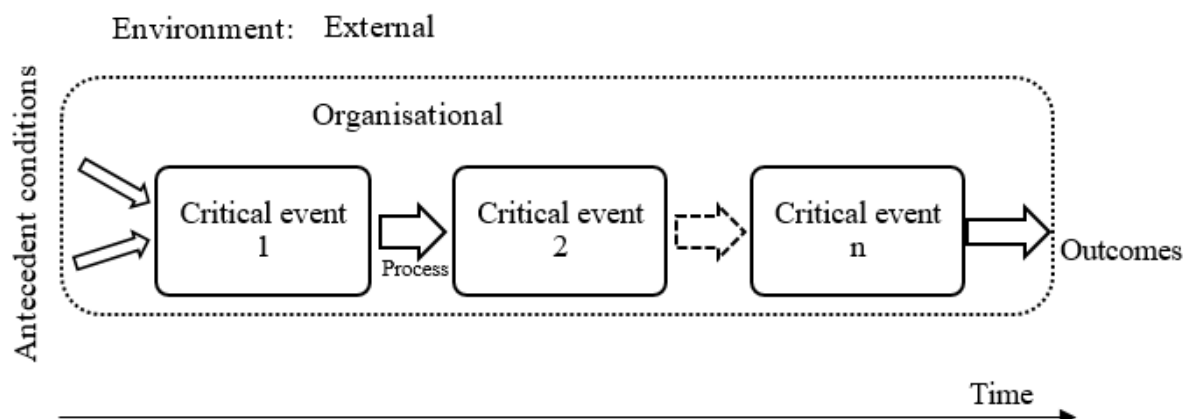 Environment: External
Antecedent conditions
Organisational
Critical event
1
Process
Critical event
2
Critical event
n
Outcomes
Time